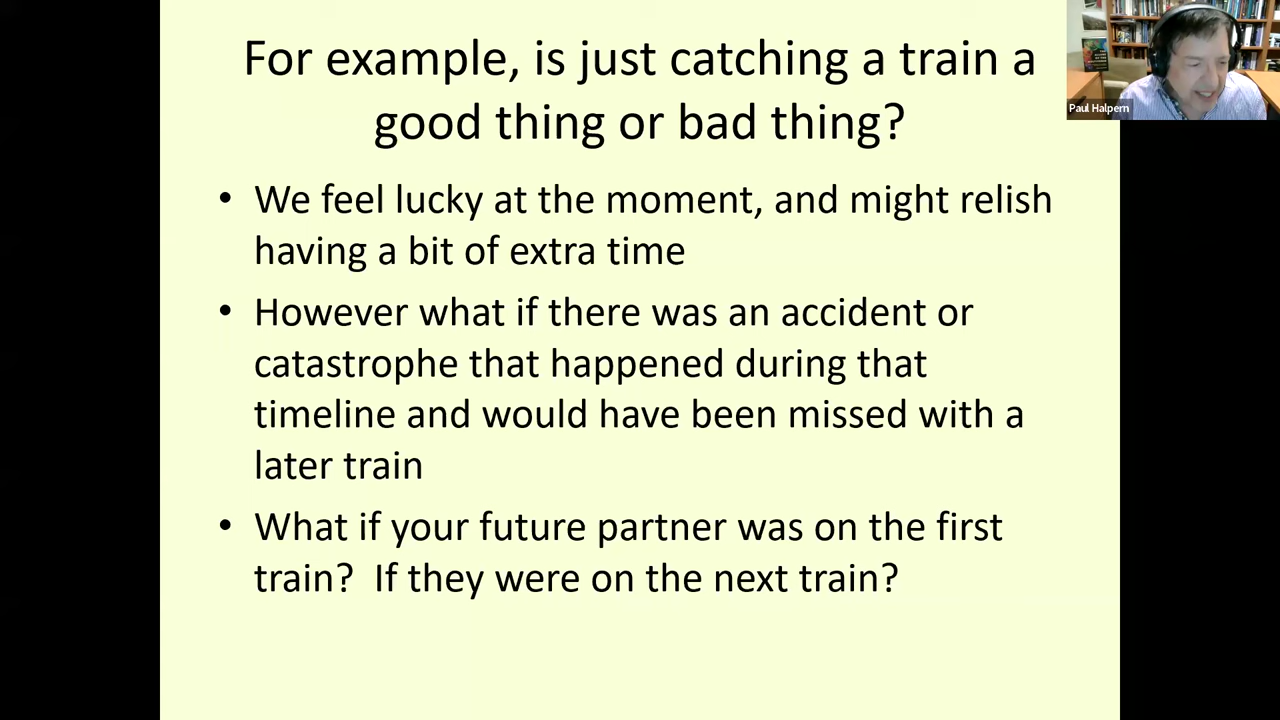 For example, is just catching a train a
good thing or bad thing?
• We feel lucky at the moment, and might relish
having a bit of extra time
• However what if there was an accident or
catastrophe that happened during that
timeline and would have been missed with a
later train
• What if your future partner was on the first
train?  If they were on the next train?
Paul Halpern